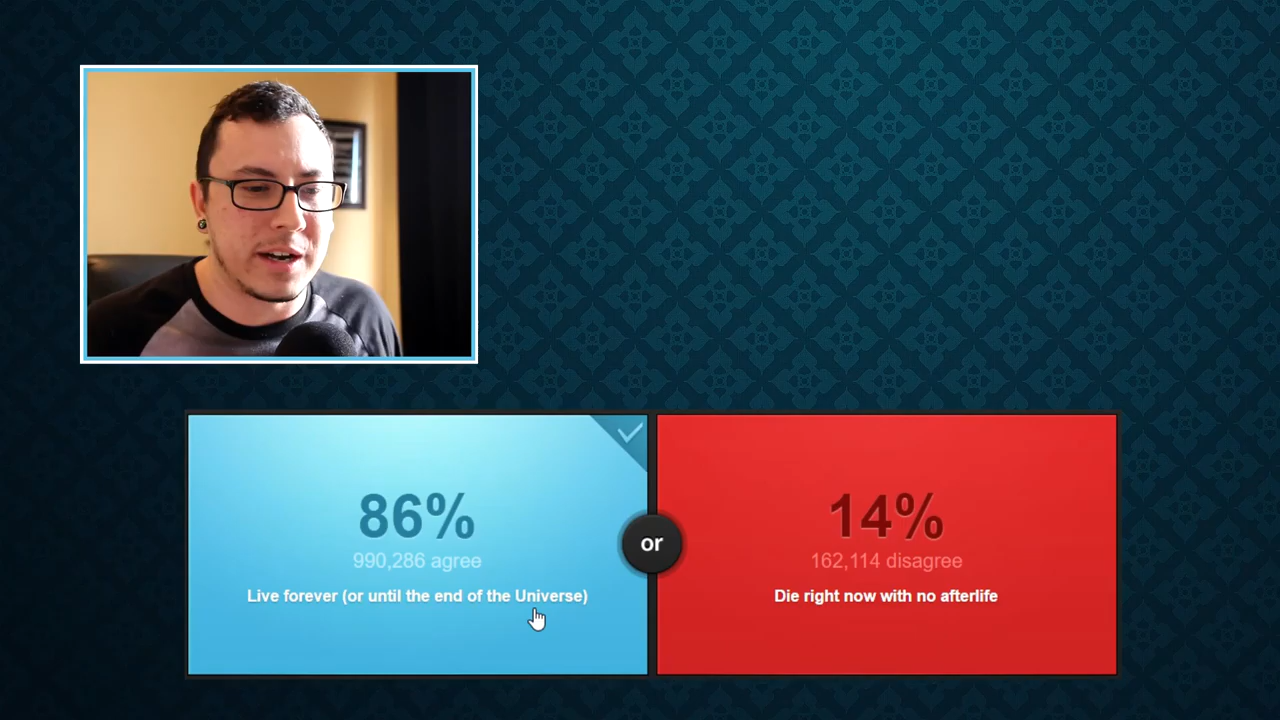 86%
990,286 agree
Live forever (or until the end of the Universe)
or
14%
162,114 disagree
Die right now with no afterlife